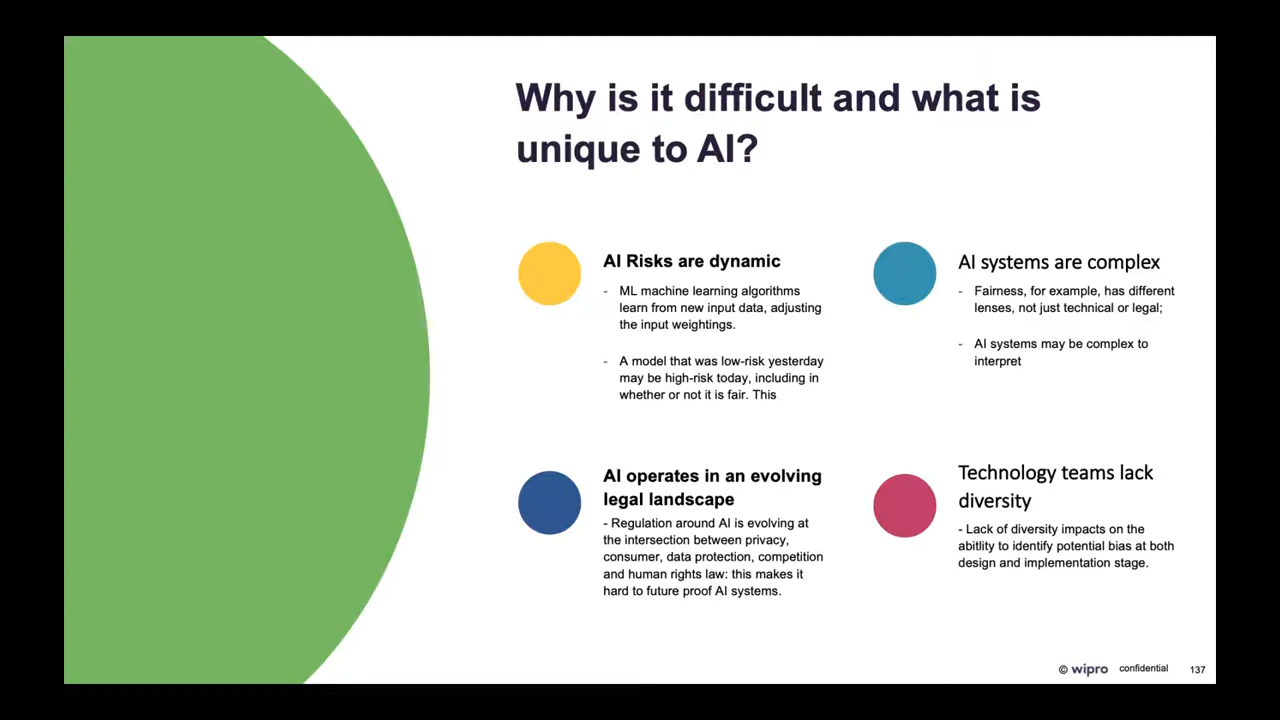 Why is it difficult and what is
unique to AI?
AI Risks are dynamic
- ML machine learning algorithms
learn from new input data, adjusting
the input weightings.
- A model that was low-risk yesterday
may be high-risk today, including in
whether or not it is fair. This
AI systems are complex
- Fairness, for example, has different
lenses, not just technical or legal;
- AI systems may be complex to
interpret
AI operates in an evolving
legal landscape
- Regulation around AI is evolving at
the intersection between privacy,
consumer, data protection, competition
and human rights law: this makes it
hard to future proof AI systems.
Technology teams lack
diversity
- Lack of diversity impacts on the
abitlity to identify potential bias at both
design and implementation stage.
© wipro confidential 137